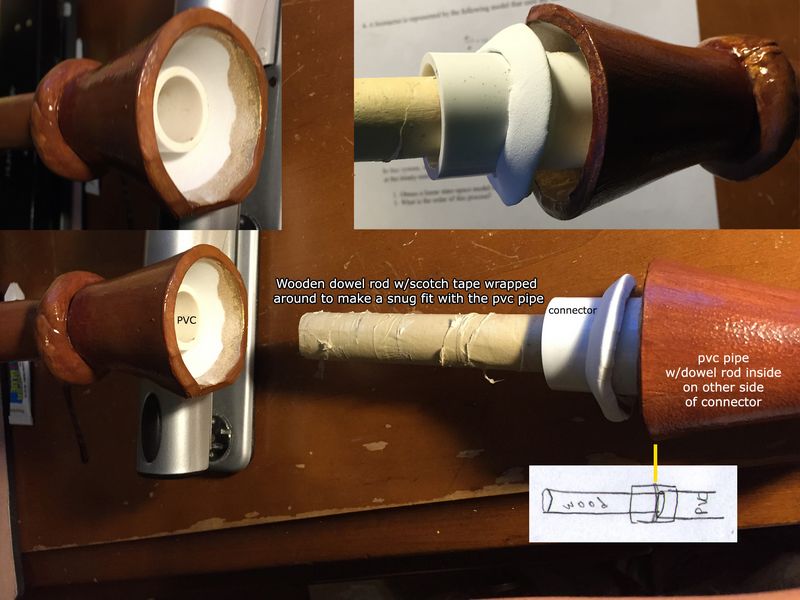 4. A bioreactor is represented by the following model that
1. Obtain a linear state-space model
2. What is the order of this process?
PVC
Wooden dowel rod w/scotch tape wrapped
around to make a snug fit with the pvc pipe
connector
pvc pipe
w/dowel rod inside
on other side
of connector
wood
PVC